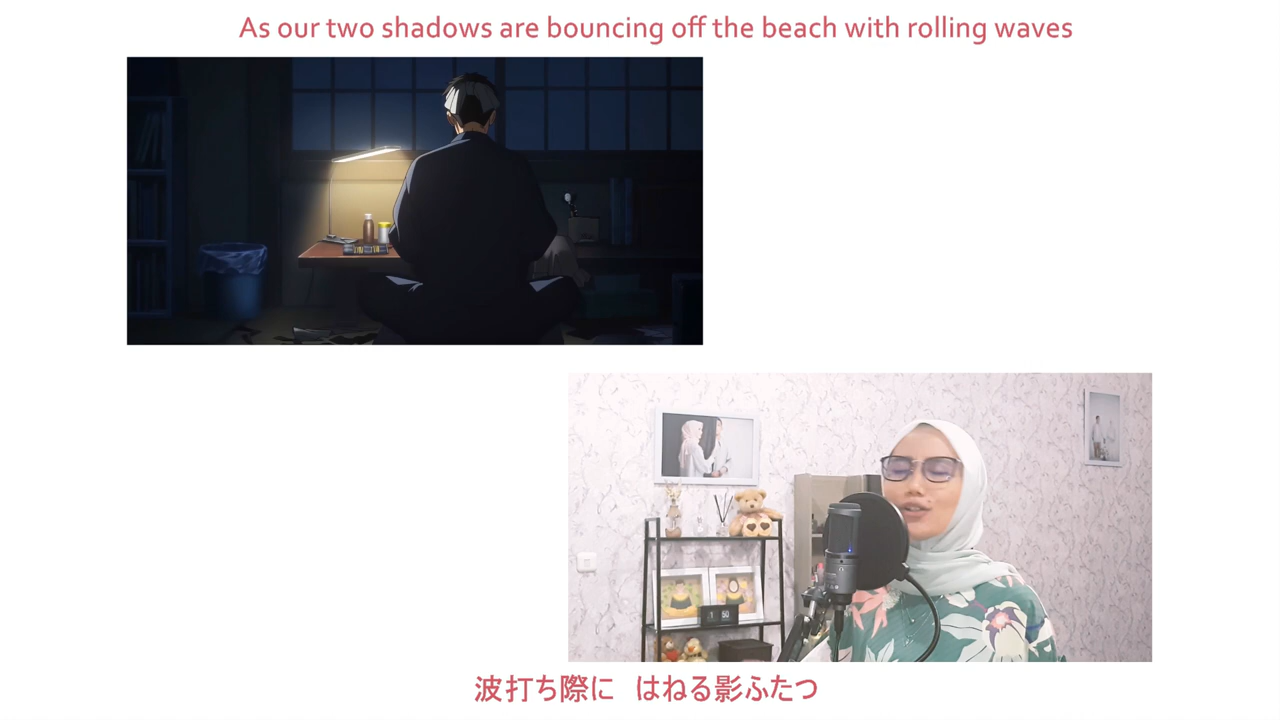 As our two shadows are bouncing off the beach with rolling waves
波打ち際に　はねる影ふたつ